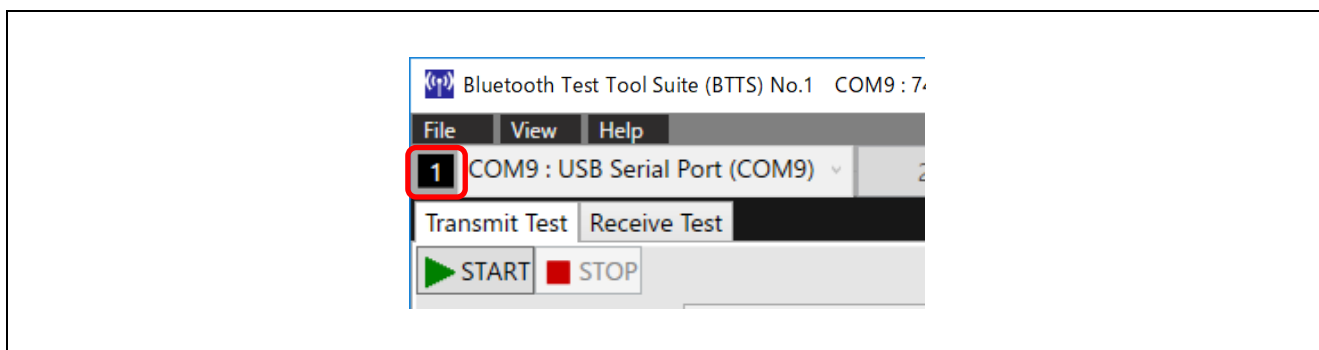 Bluetooth Test Tool Suite (BTTS) No.1 COM9 : 74
File View Help
1 COM9 : USB Serial Port (COM9)
Transmit Test Receive Test
START STOP